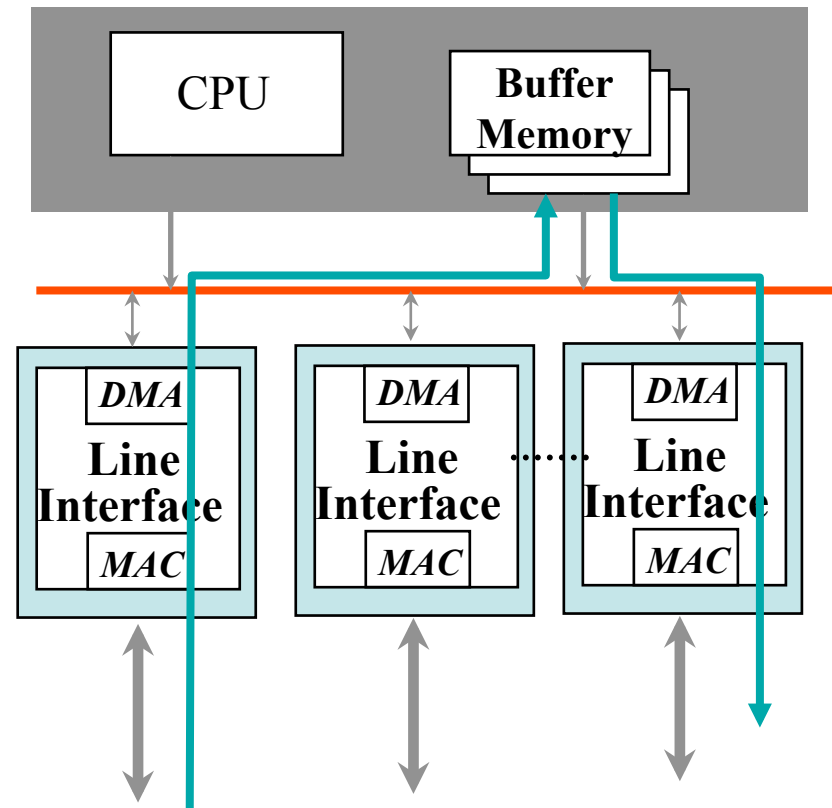 CPU
Buffer
Memory
DMA
Line
Interface
MAC
DMA
Line
Interface
MAC
DMA
Line
Interface
MAC